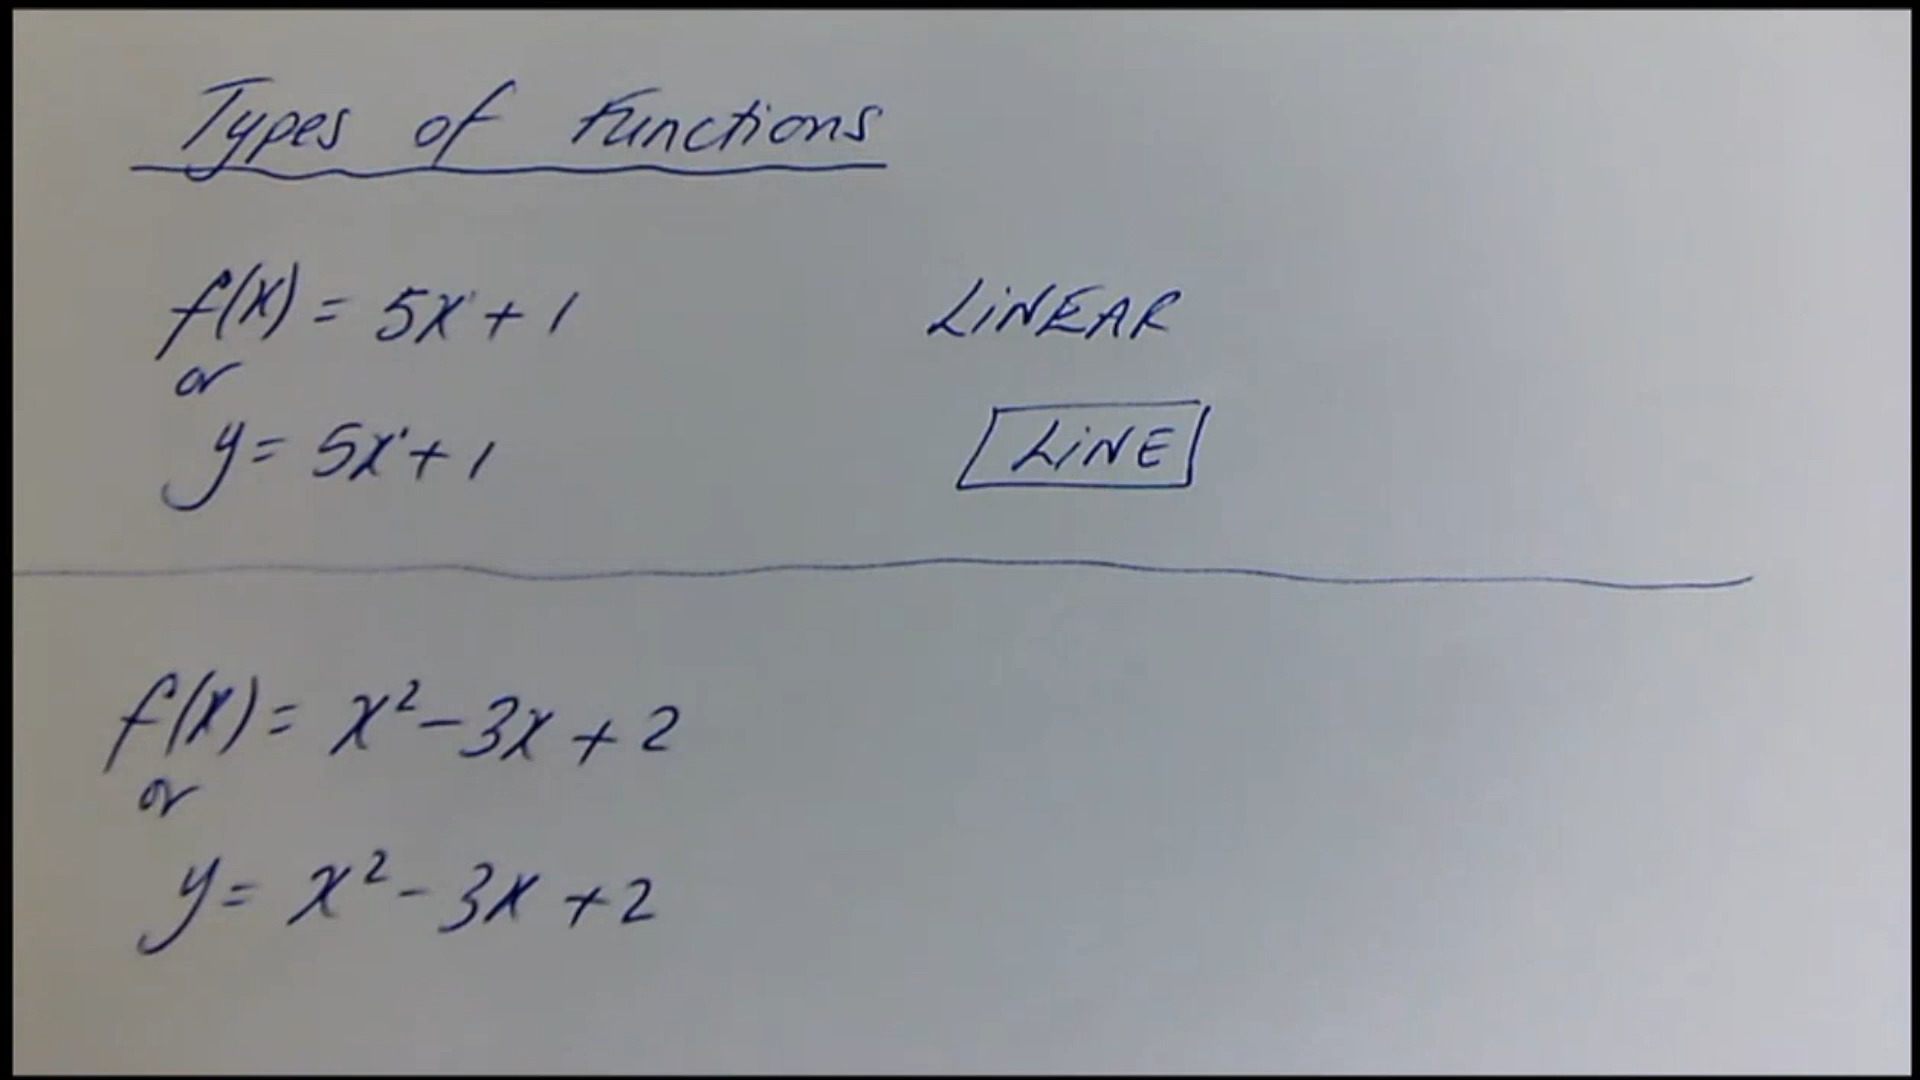 Types of Functions
f(x) = 5x + 1
LiNEAR
or
y = 5x + 1
LiNE
f(x) = x² - 3x + 2
or
y = x² - 3x + 2